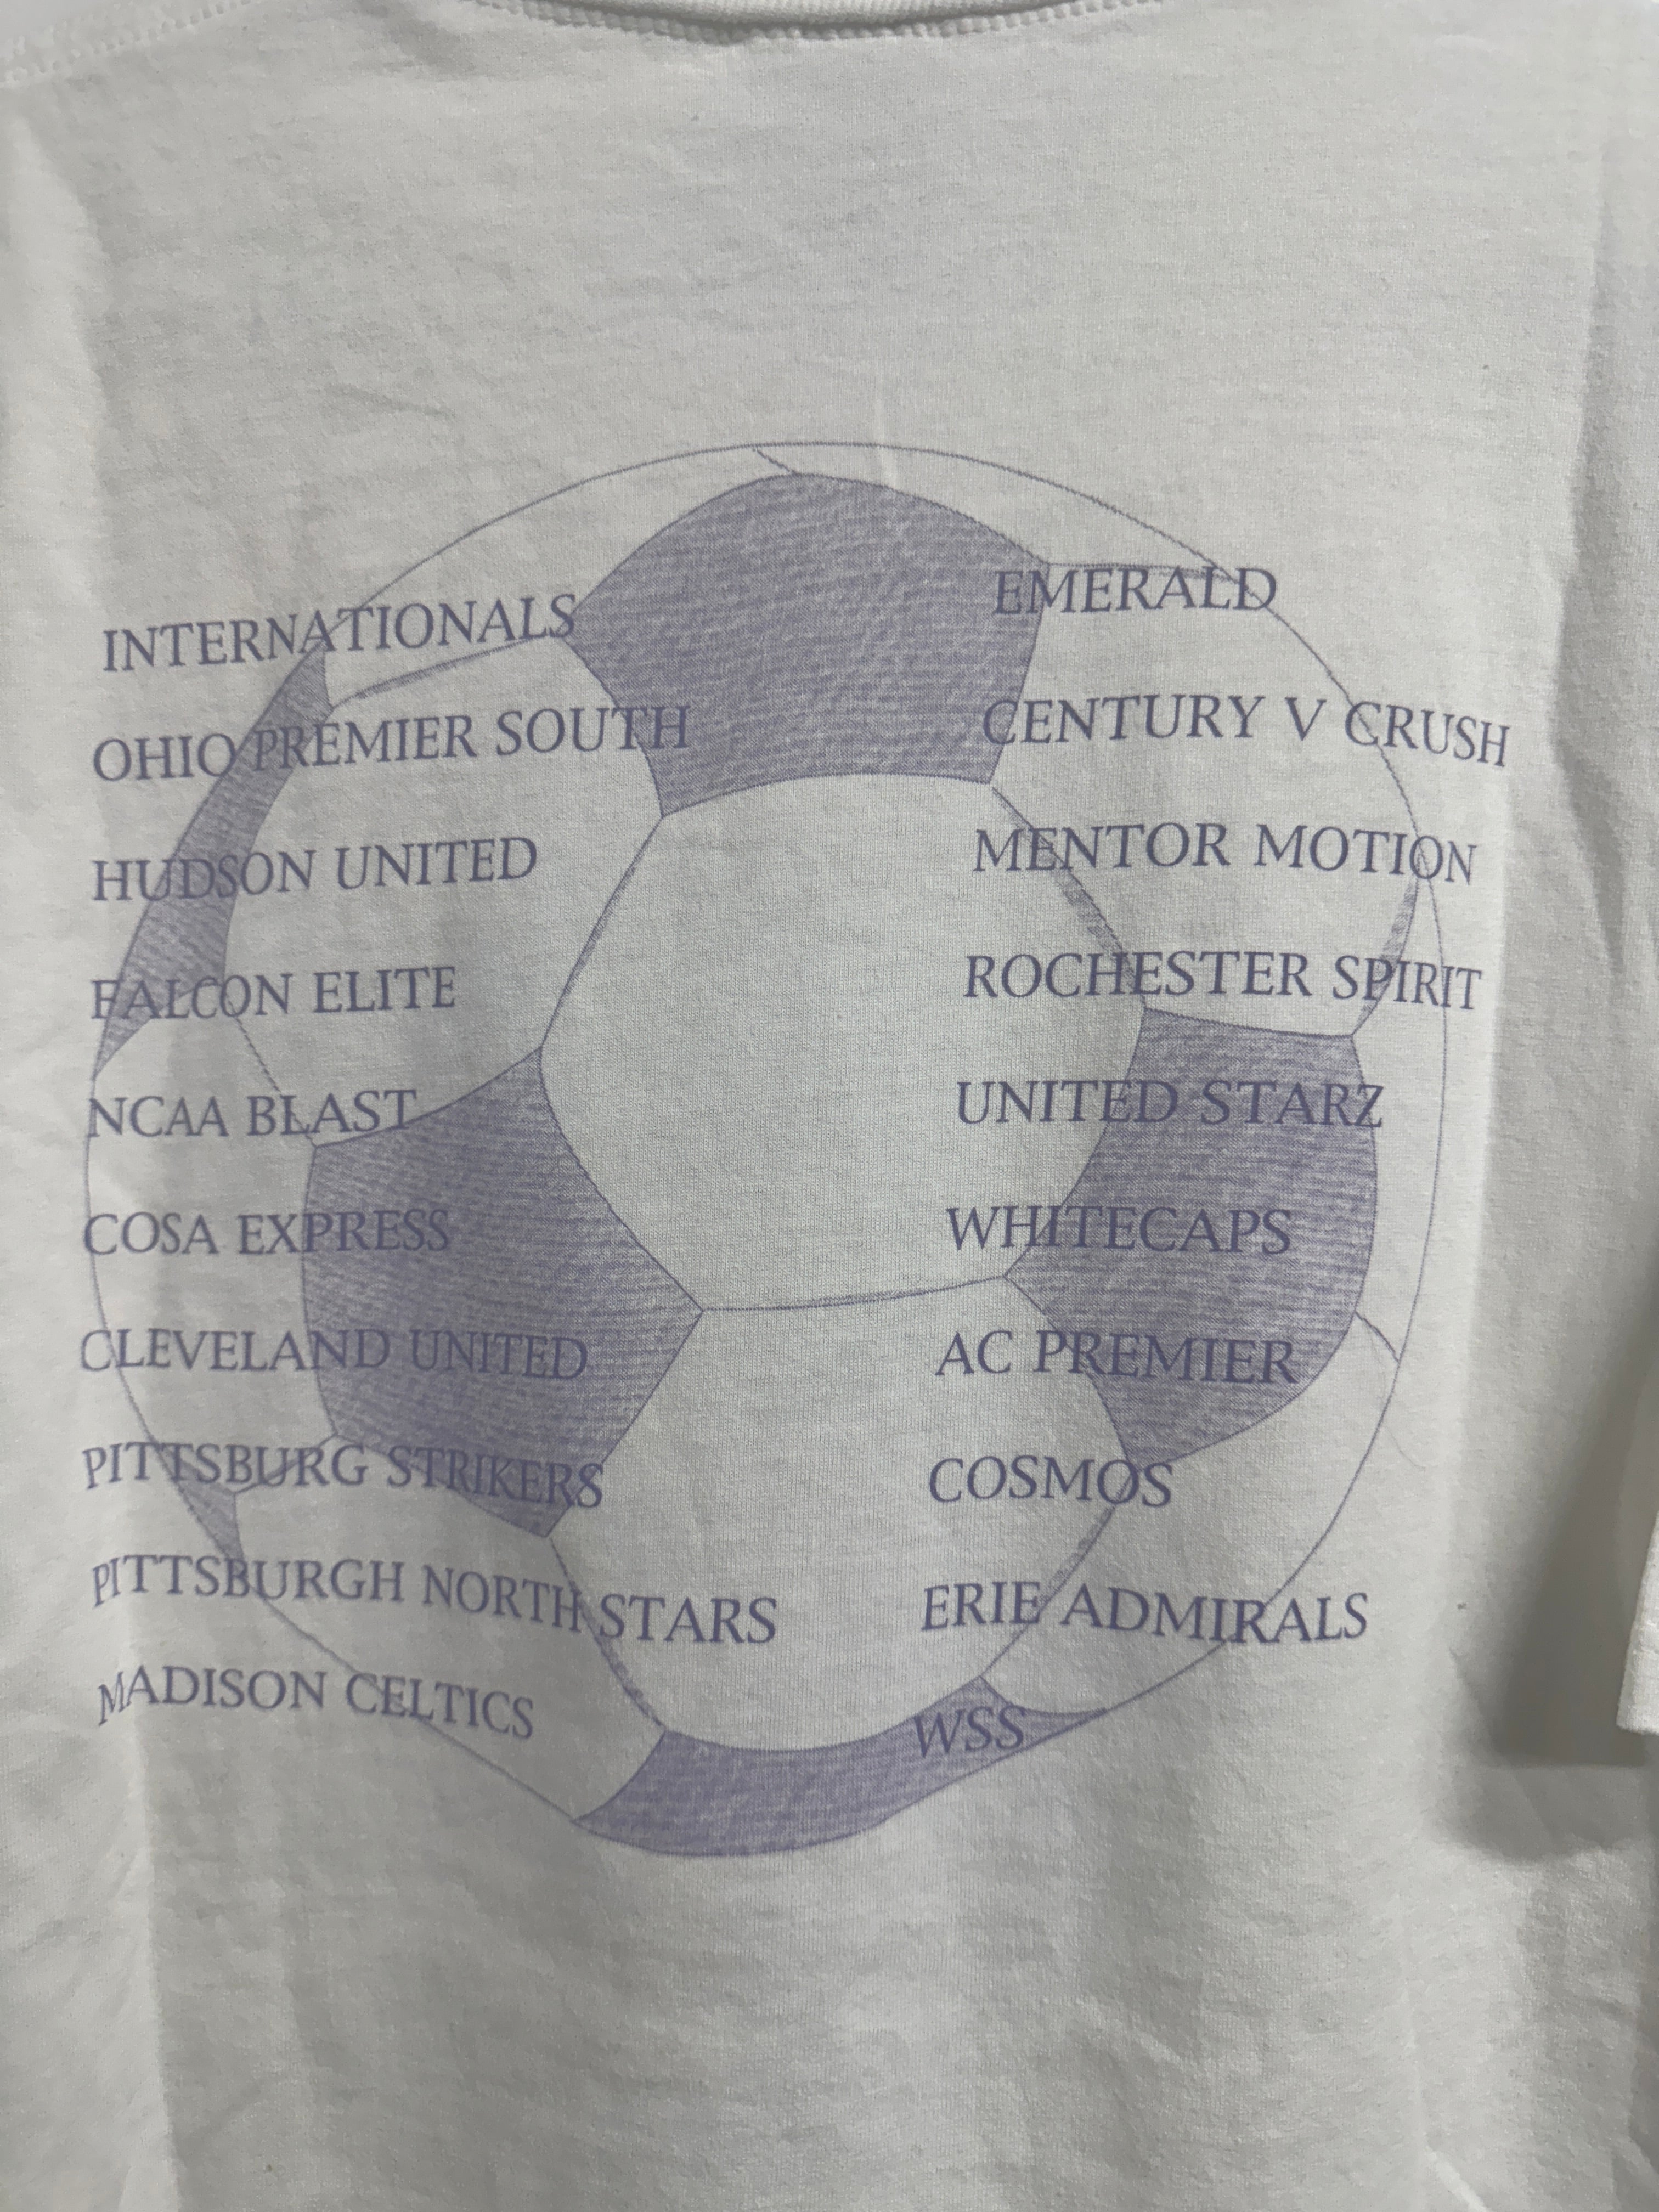 INTERNATIONALS
OHIO PREMIER SOUTH
HUDSON UNITED
FALCON ELITE
NCAA BLAST
COSA EXPRESS
CLEVELAND UNITED
PITTSBURG STRIKERS
PITTSBURGH NORTH STARS
MADISON CELTICS
EMERALD
CENTURY V CRUSH
MENTOR MOTION
ROCHESTER SPIRIT
UNITED STARZ
WHITECAPS
AC PREMIER
COSMOS
ERIE ADMIRALS
WSS